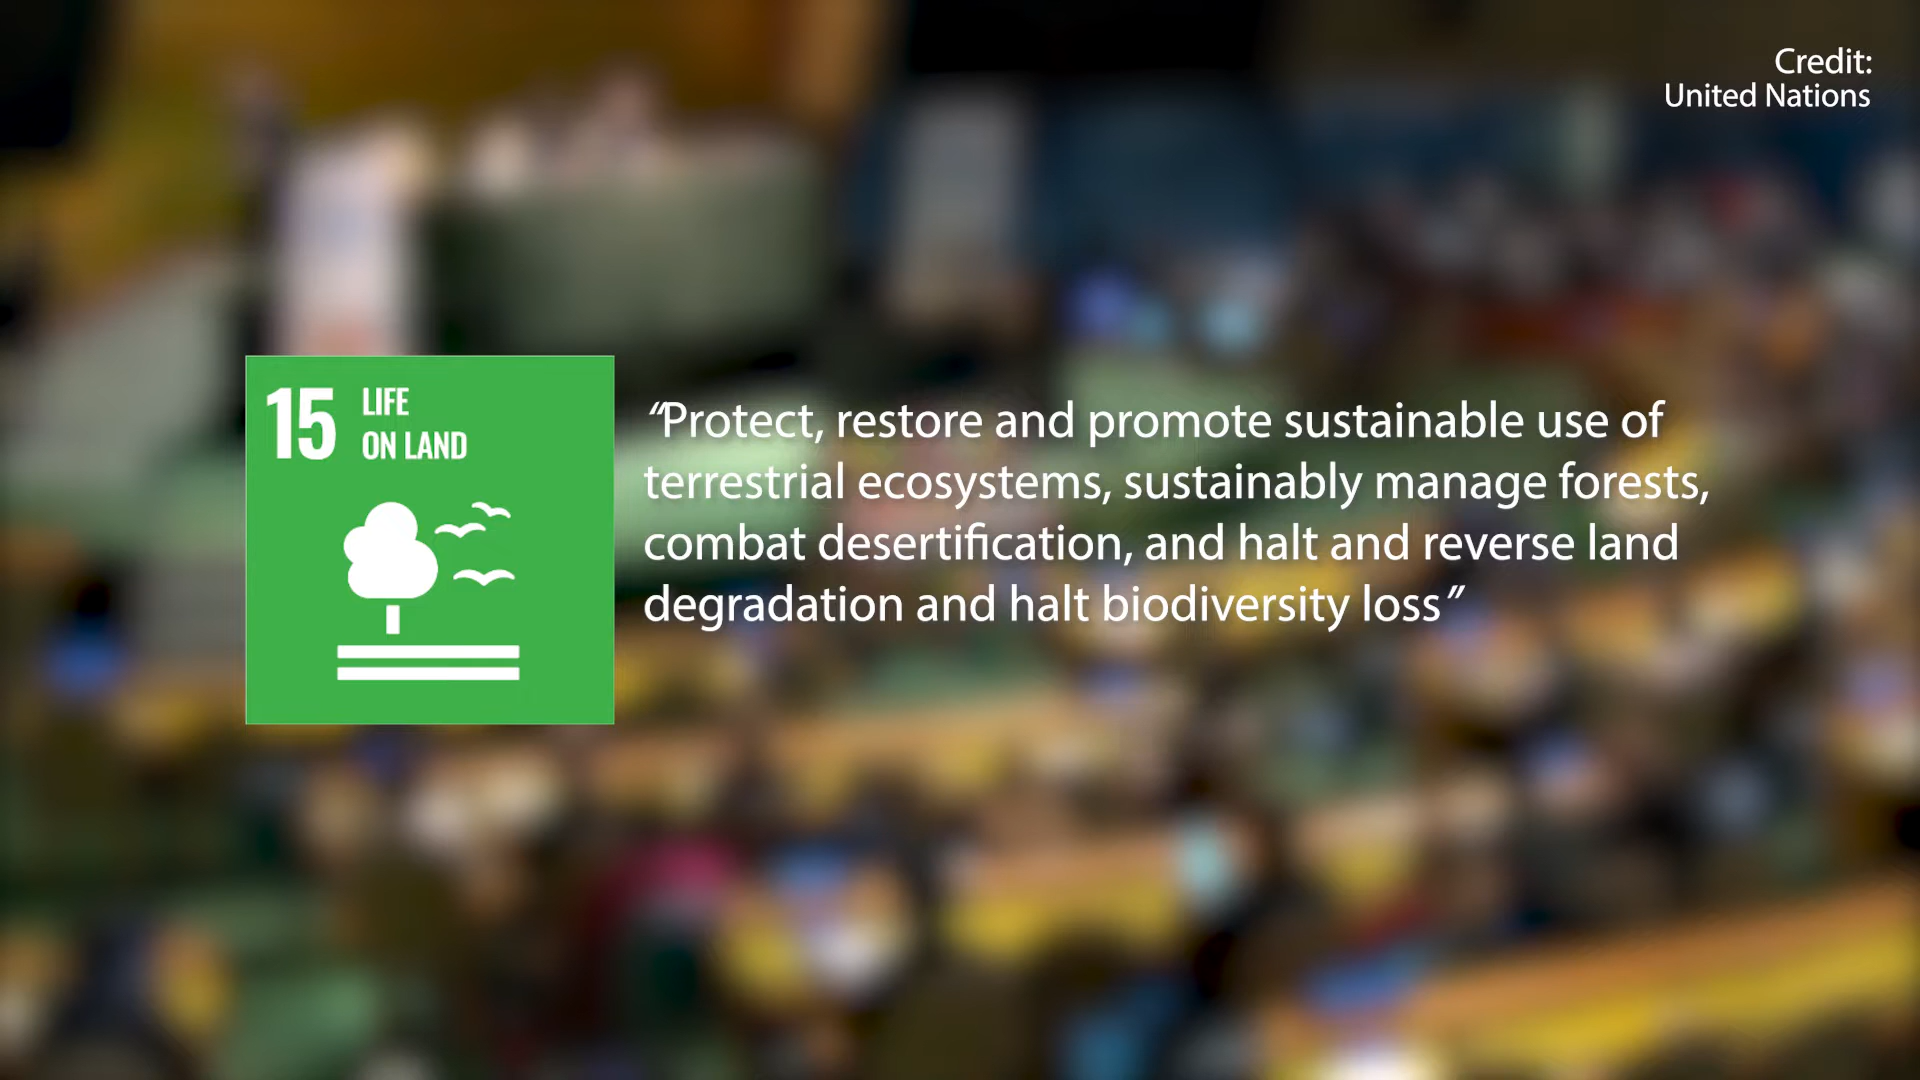 Credit:
United Nations
15 LIFE
ON LAND
“Protect, restore and promote sustainable use of
terrestrial ecosystems, sustainably manage forests,
combat desertification, and halt and reverse land
degradation and halt biodiversity loss”